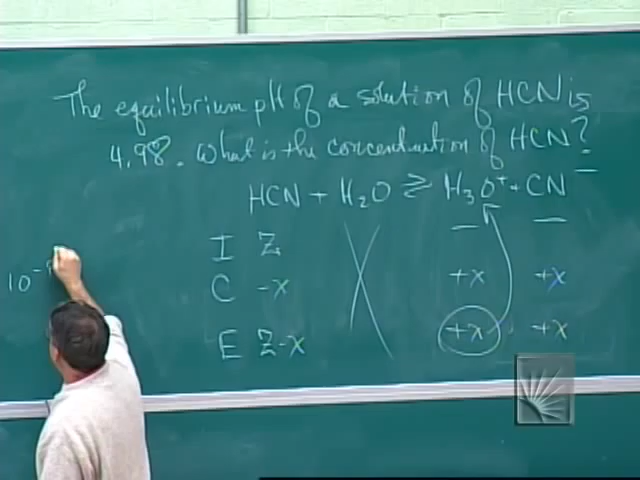 The equilibrium pH of a solution of HCN is
4.98. What is the concentration of HCN?
HCN + H₂O ⇌ H₃O⁺ + CN⁻
I Z — —
C -x +x +x
E Z-x +x +x
10⁻